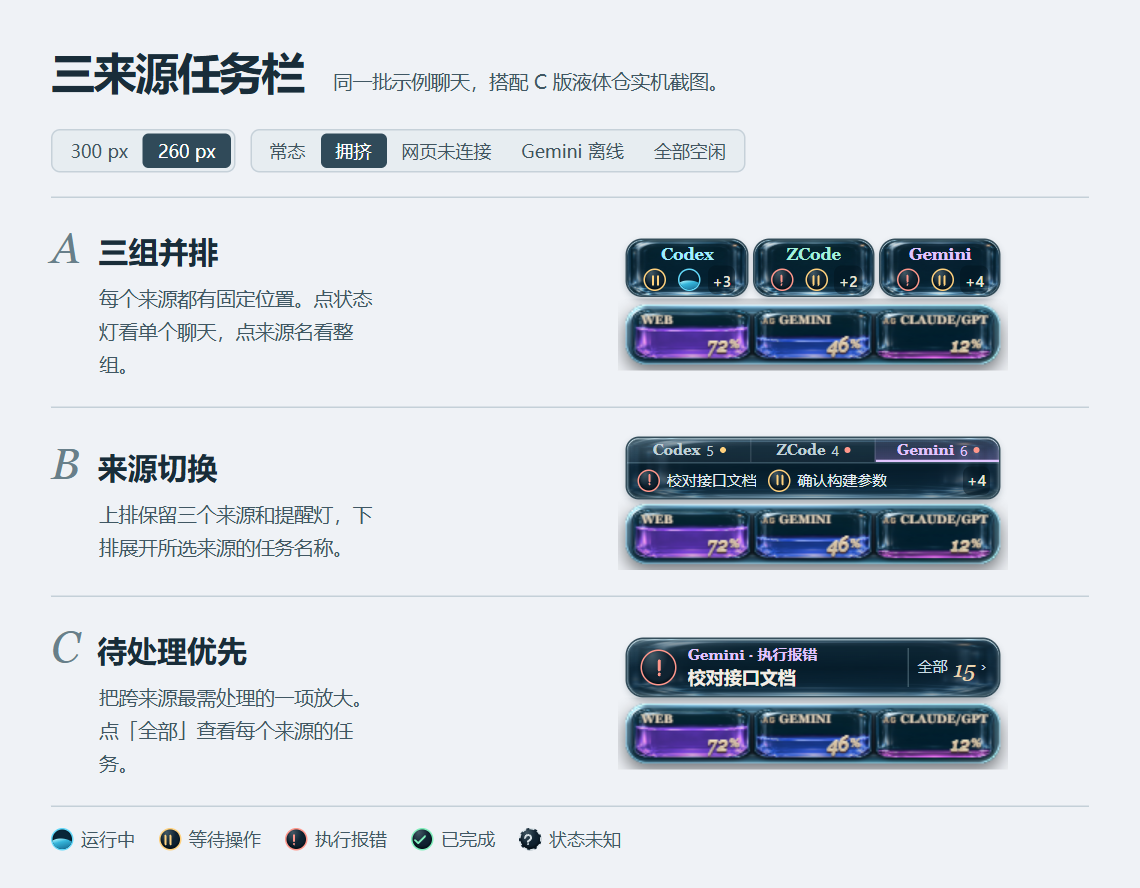 三来源任务栏
同一批示例聊天，搭配 C 版液体仓实机截图。
300 px 260 px 常态 拥挤 网页未连接 Gemini 离线 全部空闲
A 三组并排
每个来源都有固定位置。点状态
灯看单个聊天，点来源名看整
组。
Codex ZCode Gemini
+3 ! +2 ! +4
WEB AG GEMINI AG CLAUDE/GPT
72% 46% 12%
B 来源切换
上排保留三个来源和提醒灯，下
排展开所选来源的任务名称。
Codex 5 ZCode 4 Gemini 6
! 校对接口文档 确认构建参数 +4
WEB AG GEMINI AG CLAUDE/GPT
72% 46% 12%
C 待处理优先
把跨来源最需处理的一项放大。
点「全部」查看每个来源的任
务。
Gemini · 执行报错
! 校对接口文档 全部 15 ›
WEB AG GEMINI AG CLAUDE/GPT
72% 46% 12%
运行中 等待操作 ! 执行报错 已完成 ? 状态未知